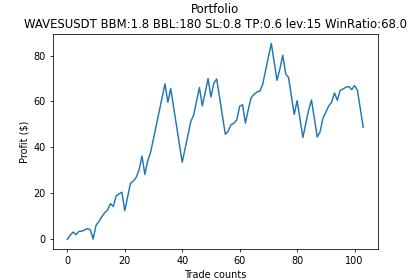 Portfolio
WAVESUSDT BBM:1.8 BBL:180 SL:0.8 TP:0.6 lev:15 WinRatio:68.0
80
60
40
20
0
Profit ($)
0 20 40 60 80 100
Trade counts